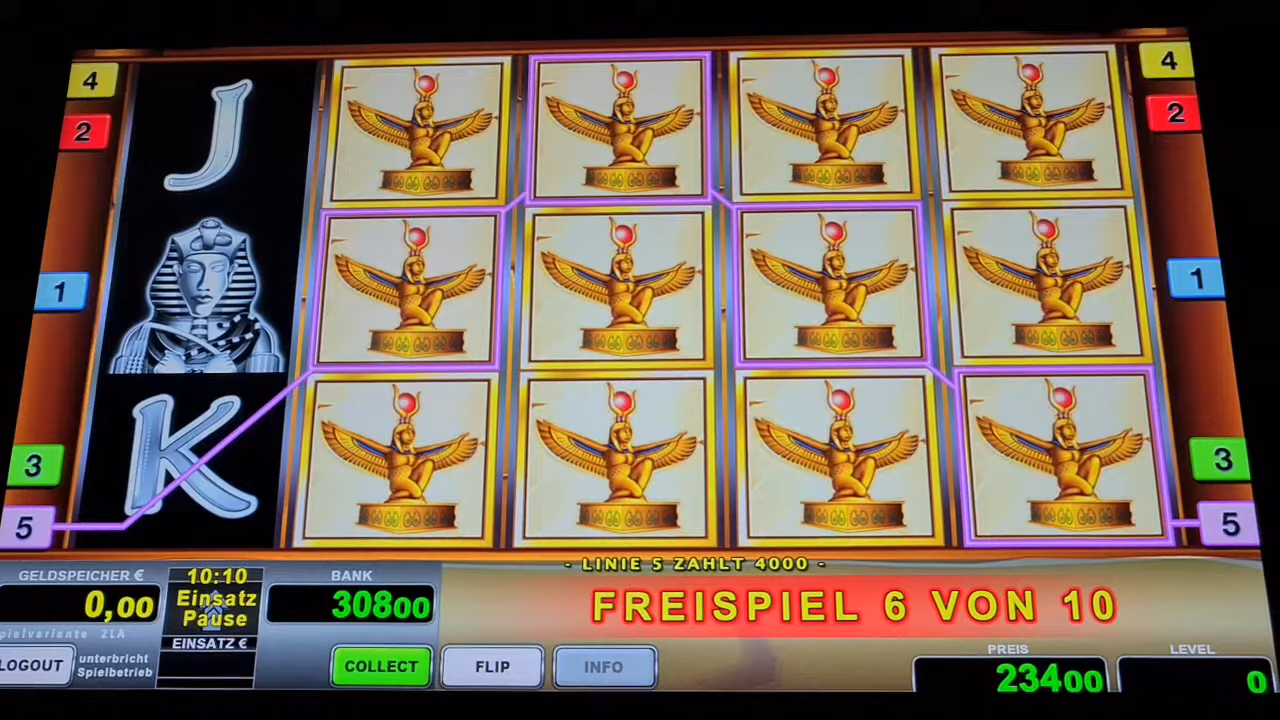 4
4
J
2
2
1
1
K
3
3
5
5
- LINIE 5 ZAHLT 4000 -
GELDSPEICHER €
10:10
BANK
0,00
Einsatz
Pause
30800
FREISPIEL 6 VON 10
spielvariante ZLA
EINSATZ €
LOGOUT
unterbricht
Spielbetrieb
COLLECT
FLIP
INFO
PREIS
LEVEL
23400
0